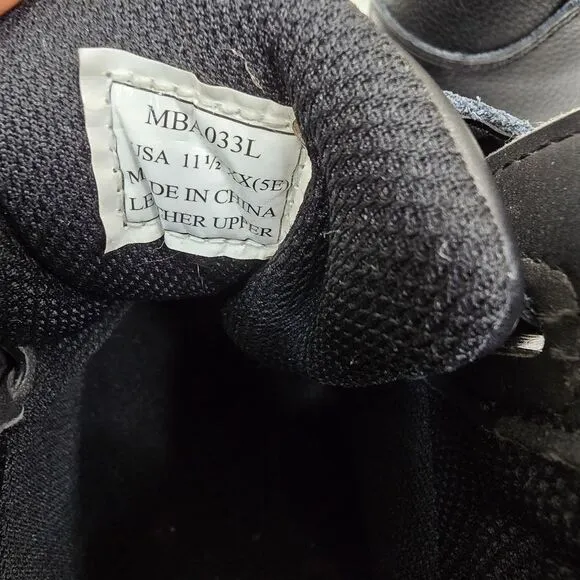 MBA033L
USA 11½ XX(5E)
MADE IN CHINA
LEATHER UPPER